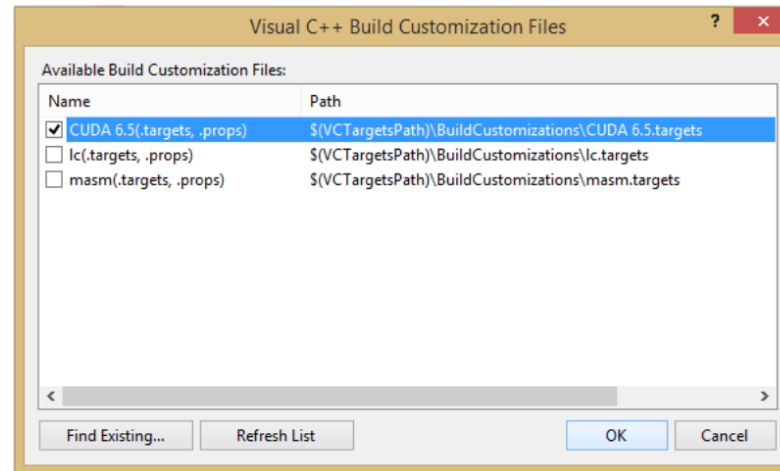 Visual C++ Build Customization Files
Available Build Customization Files:
Name Path
CUDA 6.5(.targets, .props) $(VCTargetsPath)\BuildCustomizations\CUDA 6.5.targets
lc(.targets, .props) $(VCTargetsPath)\BuildCustomizations\lc.targets
masm(.targets, .props) $(VCTargetsPath)\BuildCustomizations\masm.targets
Find Existing... Refresh List OK Cancel